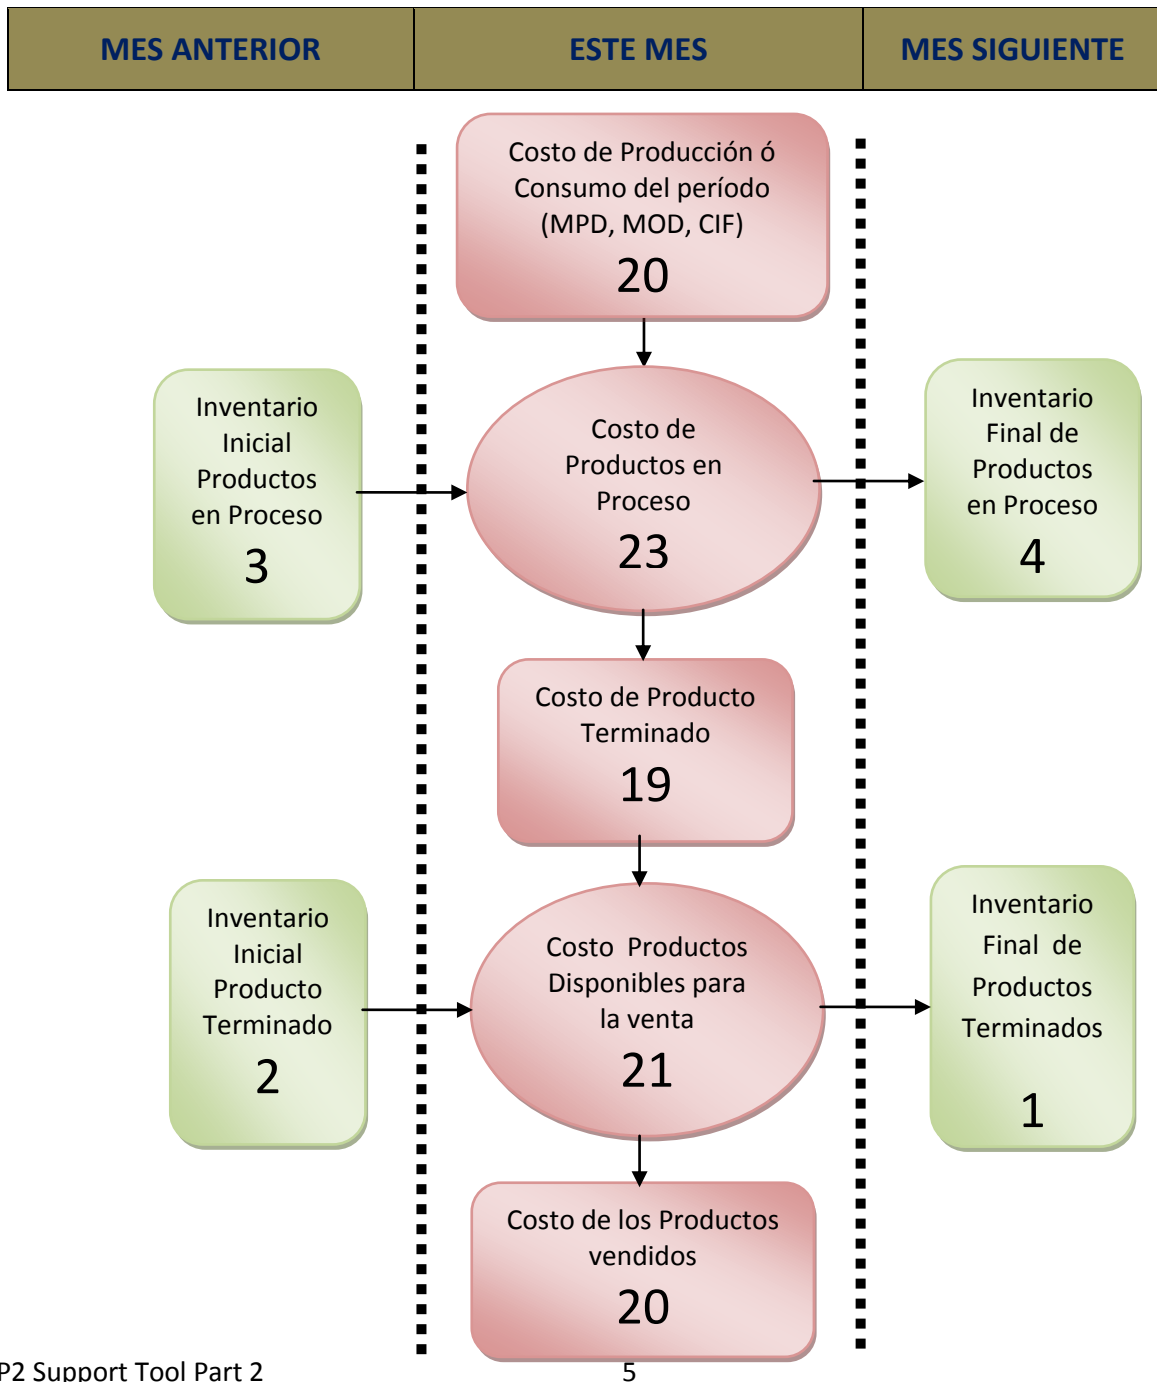 MES ANTERIOR
ESTE MES
MES SIGUIENTE
Costo de Producción ó
Consumo del período
(MPD, MOD, CIF)
20
Inventario
Inicial
Productos
en Proceso
3
Costo de
Productos en
Proceso
23
Inventario
Final de
Productos
en Proceso
4
Costo de Producto
Terminado
19
Inventario
Inicial
Producto
Terminado
2
Costo Productos
Disponibles para
la venta
21
Inventario
Final de
Productos
Terminados
1
Costo de los Productos
vendidos
20
P2 Support Tool Part 2
5